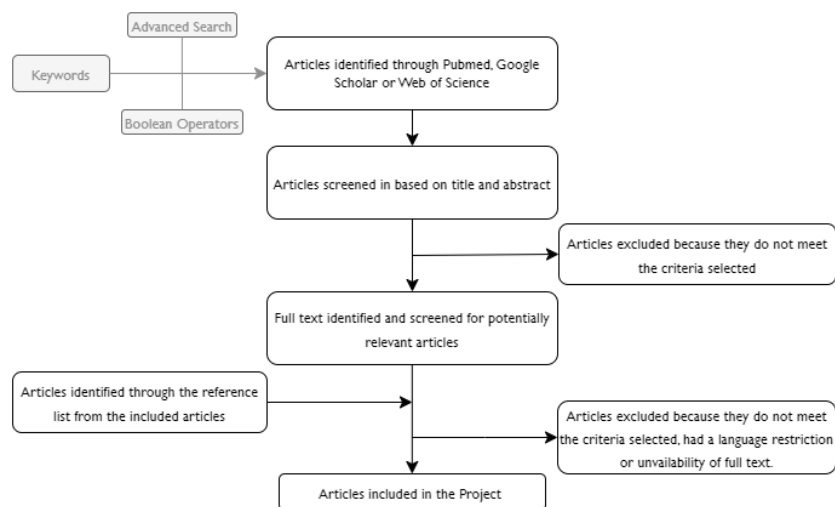 Advanced Search
Keywords
Boolean Operators
Articles identified through Pubmed, Google
Scholar or Web of Science
Articles screened in based on title and abstract
Articles excluded because they do not meet
the criteria selected
Full text identified and screened for potentially
relevant articles
Articles identified through the reference
list from the included articles
Articles excluded because they do not meet
the criteria selected, had a language restriction
or unvailability of full text.
Articles included in the Project